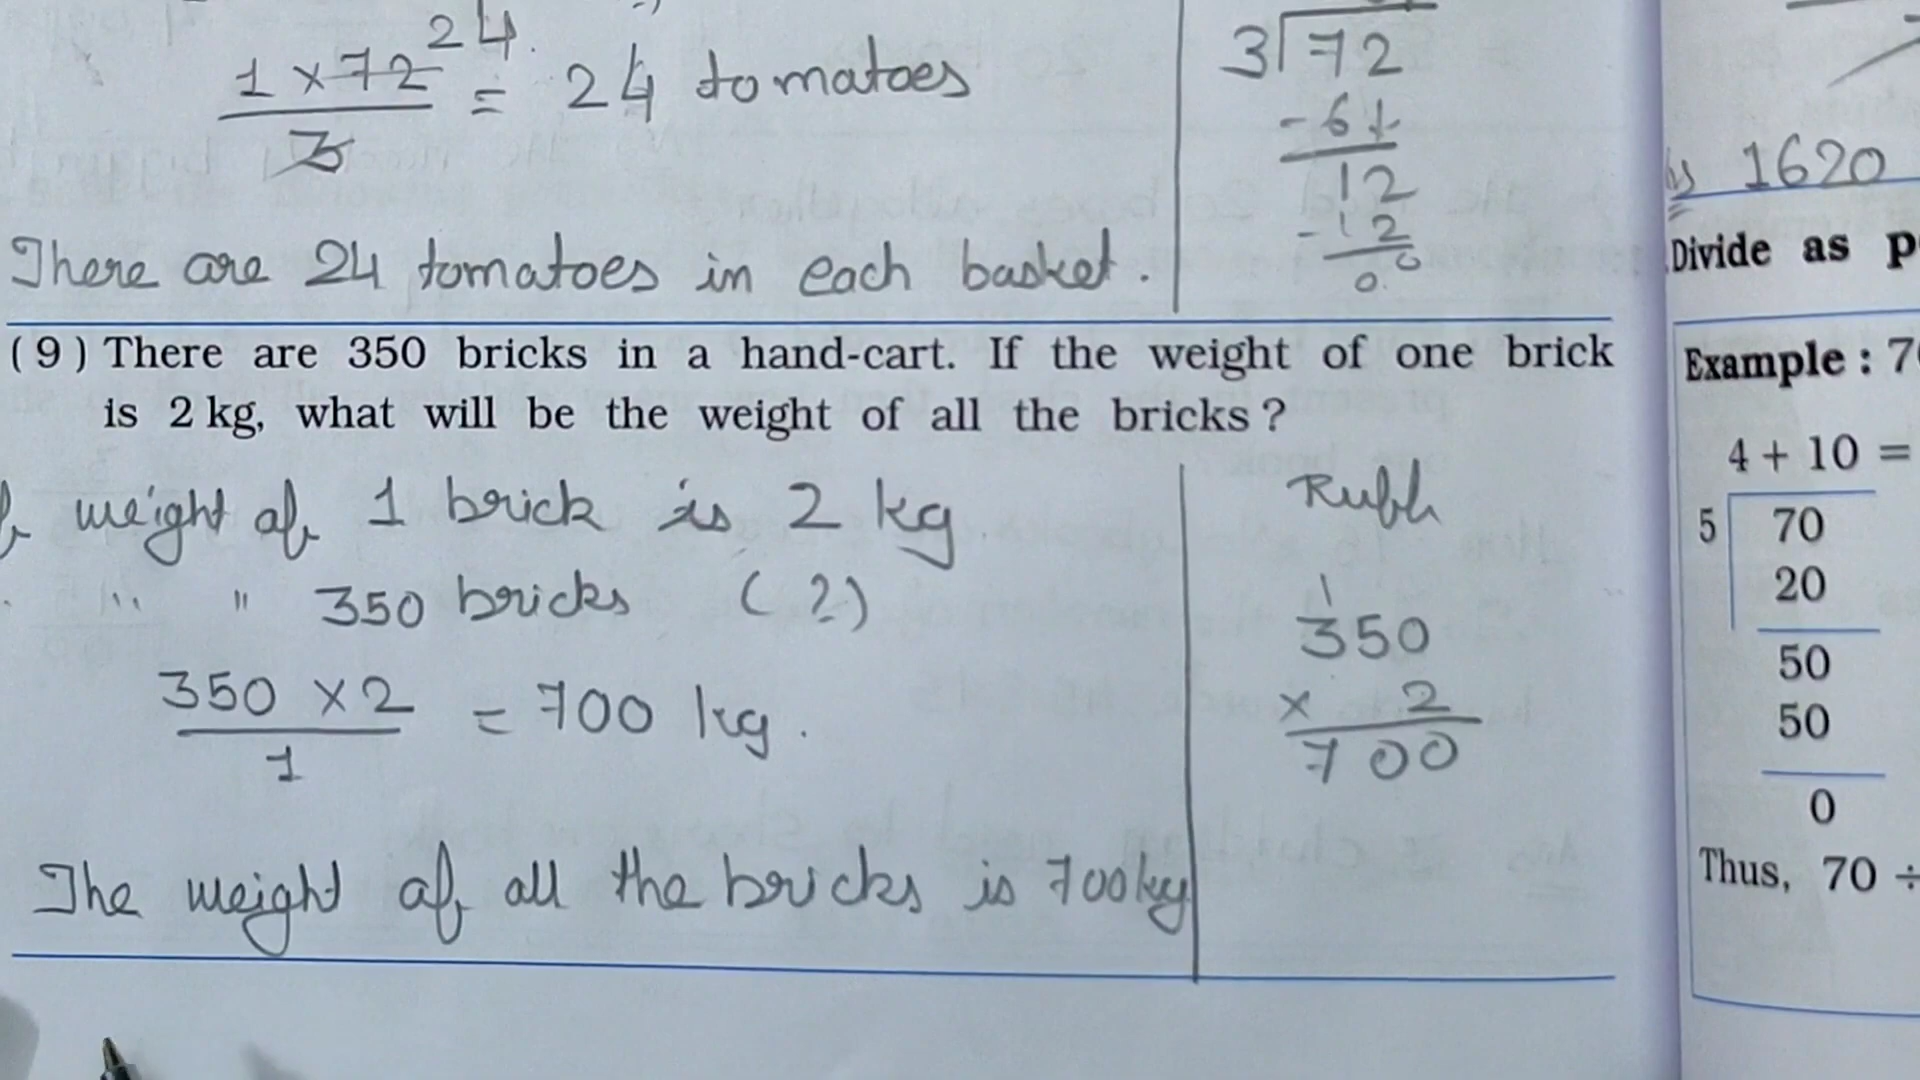 24
1 × 72 = 24 tomatoes
3
There are 24 tomatoes in each basket.
3 72
- 6↓
12
- 12
00
(9) There are 350 bricks in a hand-cart. If the weight of one brick
is 2 kg, what will be the weight of all the bricks?
weight of 1 brick is 2 kg
" " 350 bricks (?)
350 × 2 = 700 kg.
1
The weight of all the bricks is 700kg
1
350
× 2
700
1620
Divide as
Example : 7
4 + 10 =
5 70
20
50
50
0
Thus, 70 ÷